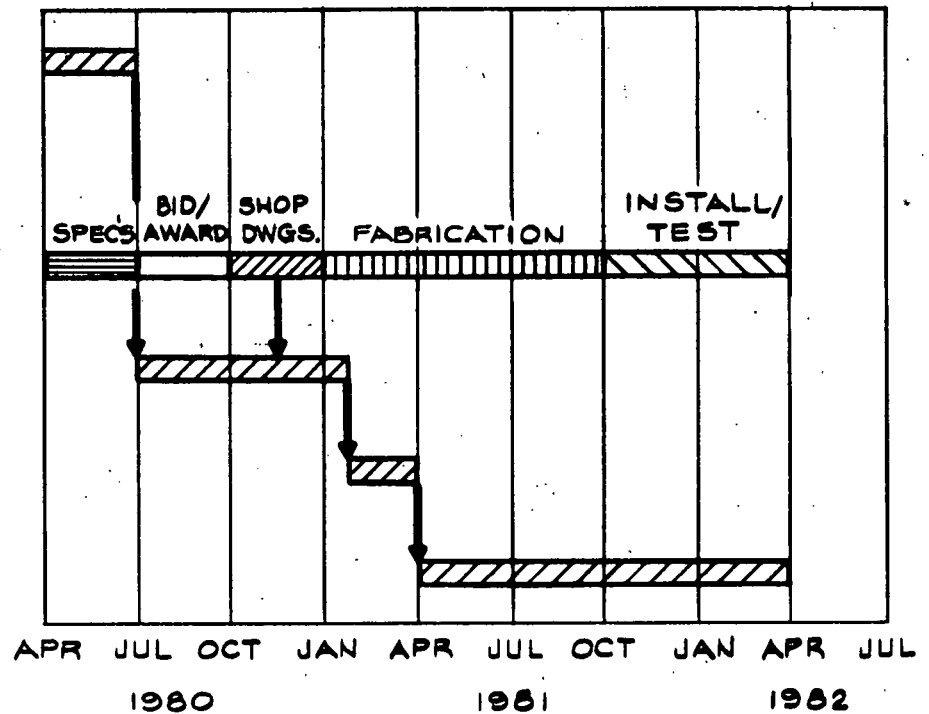 BID/ SHOP INSTALL/
SPEC'S AWARD DWGS. FABRICATION TEST
APR JUL OCT JAN APR JUL OCT JAN APR JUL
1980 1981 1982